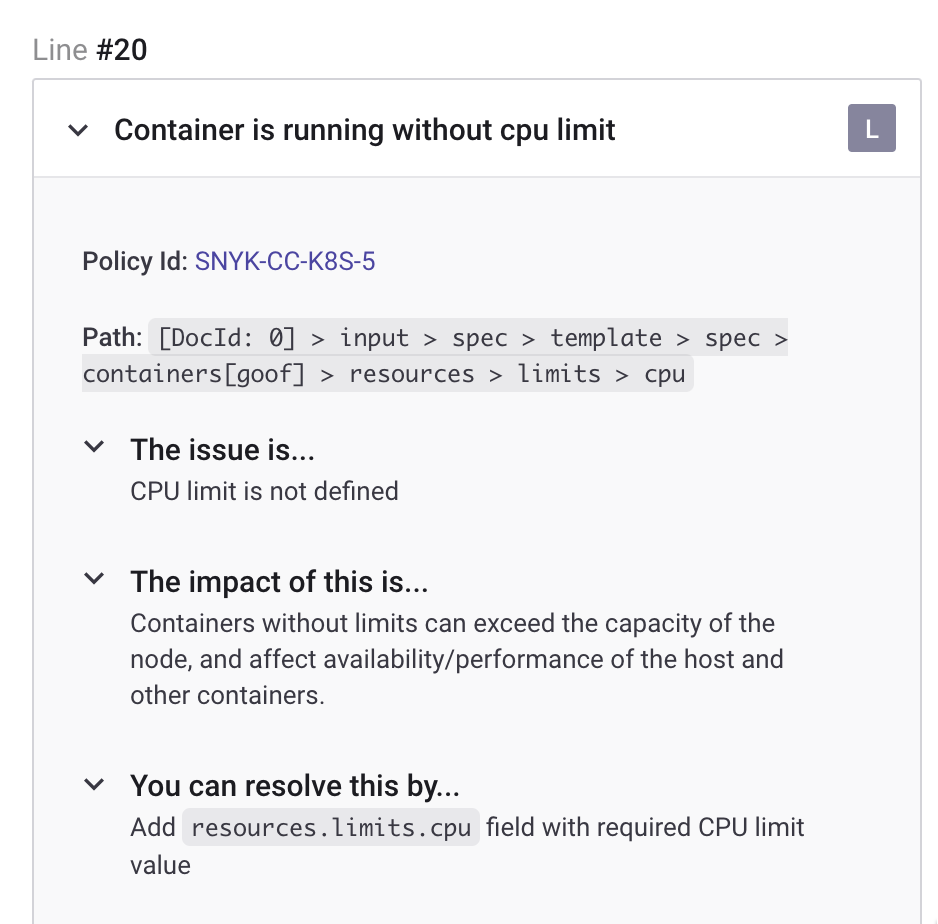 Line #20
Container is running without cpu limit
L
Policy Id: SNYK-CC-K8S-5
Path: [DocId: 0] > input > spec > template > spec >
containers[goof] > resources > limits > cpu
The issue is...
CPU limit is not defined
The impact of this is...
Containers without limits can exceed the capacity of the
node, and affect availability/performance of the host and
other containers.
You can resolve this by...
Add resources.limits.cpu field with required CPU limit
value